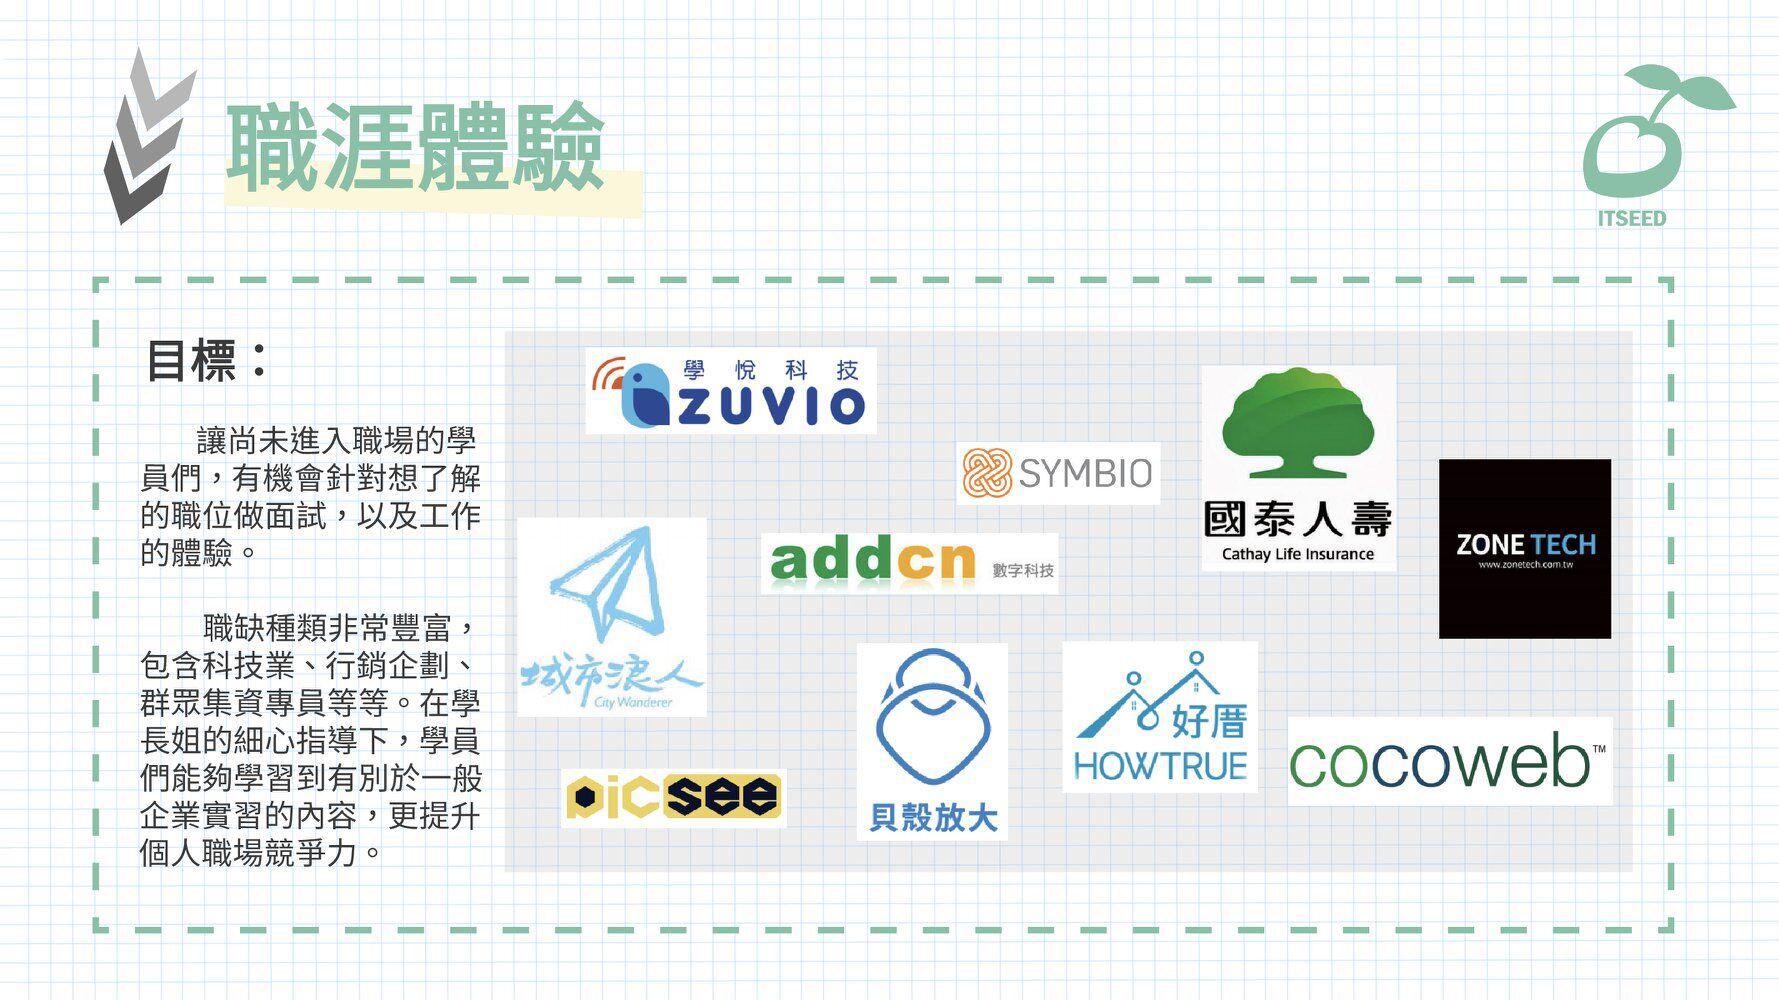 職涯體驗
ITSEED
目標：
讓尚未進入職場的學
員們，有機會針對想了解
的職位做面試，以及工作
的體驗。
職缺種類非常豐富，
包含科技業、行銷企劃、
群眾集資專員等等。在學
長姐的細心指導下，學員
們能夠學習到有別於一般
企業實習的內容，更提升
個人職場競爭力。
學悅科技
ZUVIO
SYMBIO
國泰人壽
Cathay Life Insurance
ZONE TECH
www.zonetech.com.tw
addcn 數字科技
城市浪人
City Wanderer
picsee
貝殼放大
好厝
HOWTRUE
cocoweb™